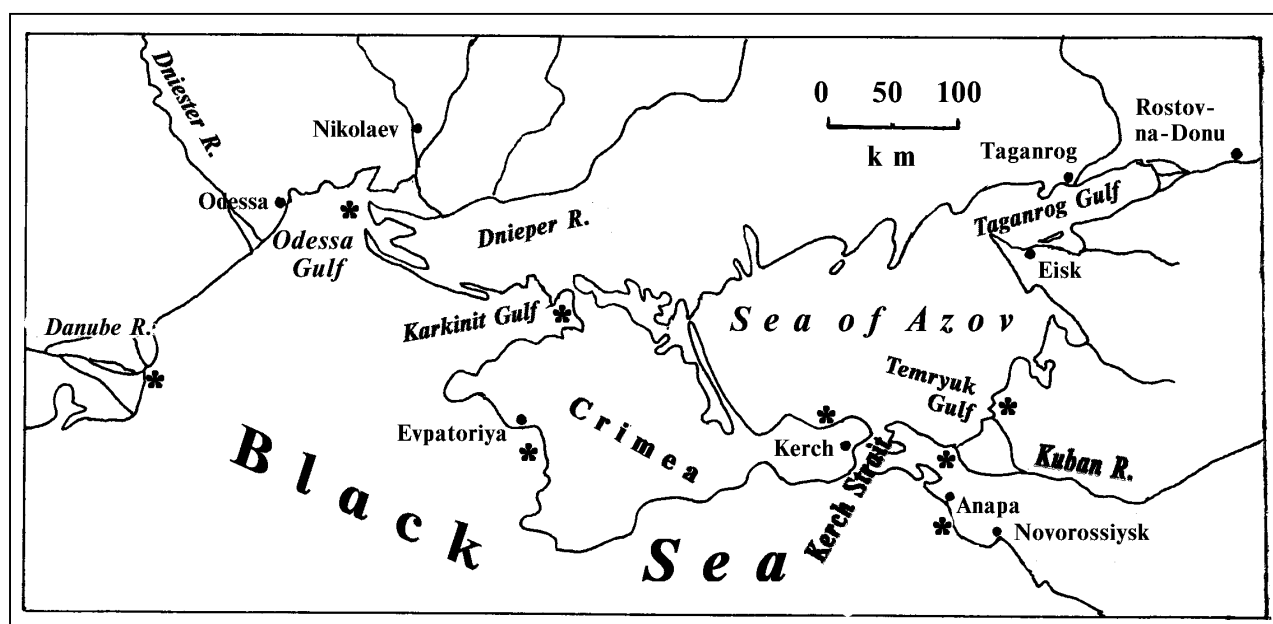 Dniester R.
Nikolaev
0 50 100
km
Rostov-
na-Donu
Taganrog
Taganrog Gulf
Odessa
Odessa
Gulf
Dnieper R.
Eisk
Danube R.
Karkinit Gulf
Sea of Azov
Temryuk
Gulf
Crimea
Evpatoriya
Kerch
Kerch Strait
Kuban R.
Anapa
Novorossiysk
Black
Sea